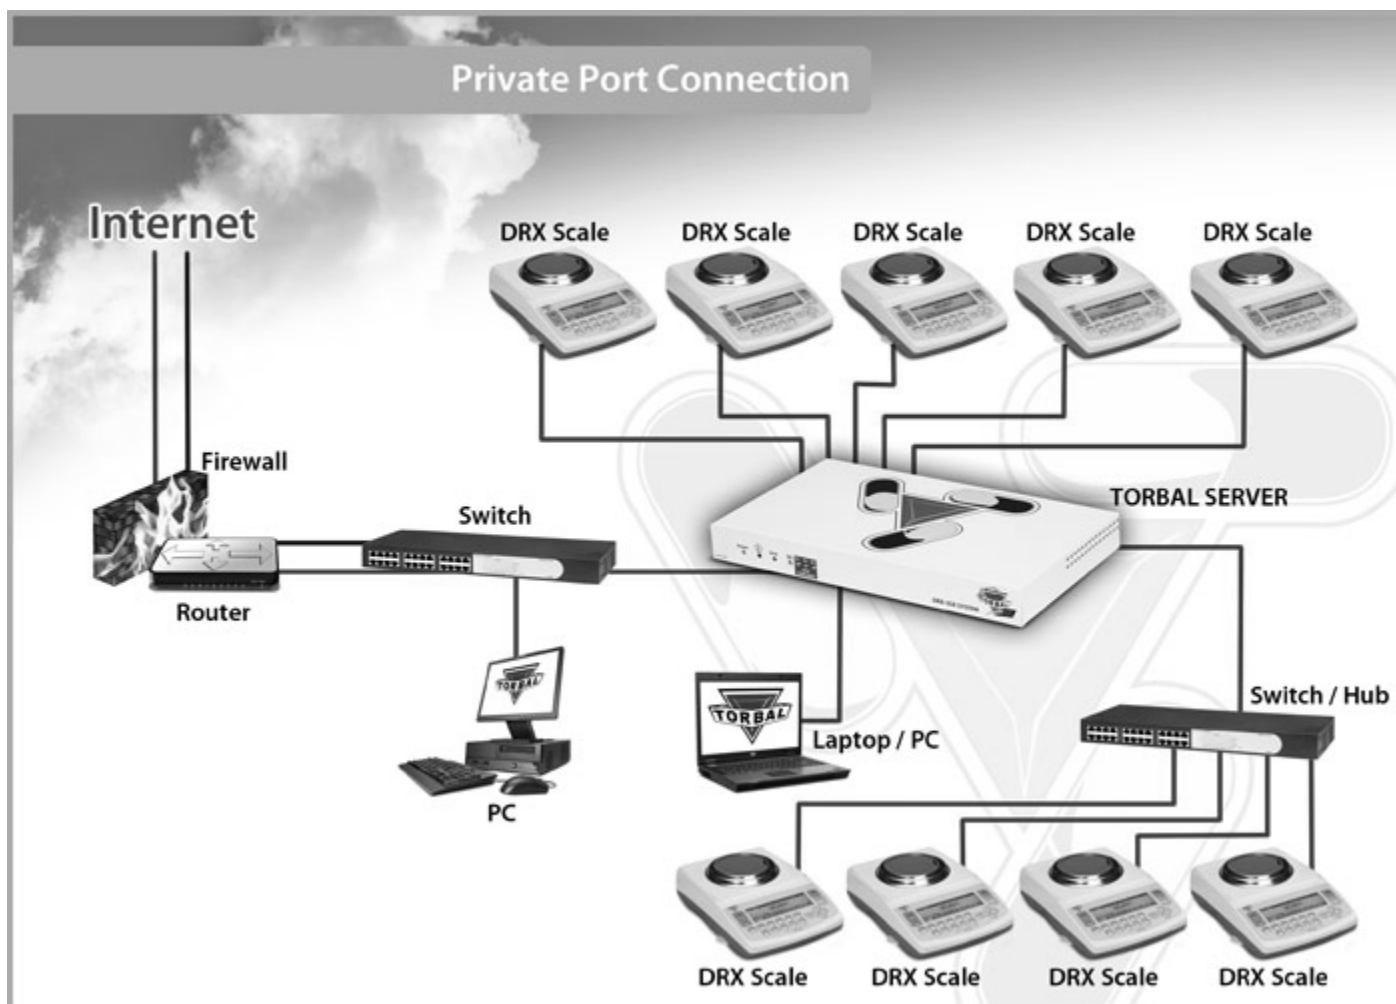 Private Port Connection
Internet
DRX Scale
DRX Scale
DRX Scale
DRX Scale
DRX Scale
Firewall
Switch
TORBAL SERVER
Router
TORBAL
TORBAL
Switch / Hub
Laptop / PC
PC
DRX Scale
DRX Scale
DRX Scale
DRX Scale